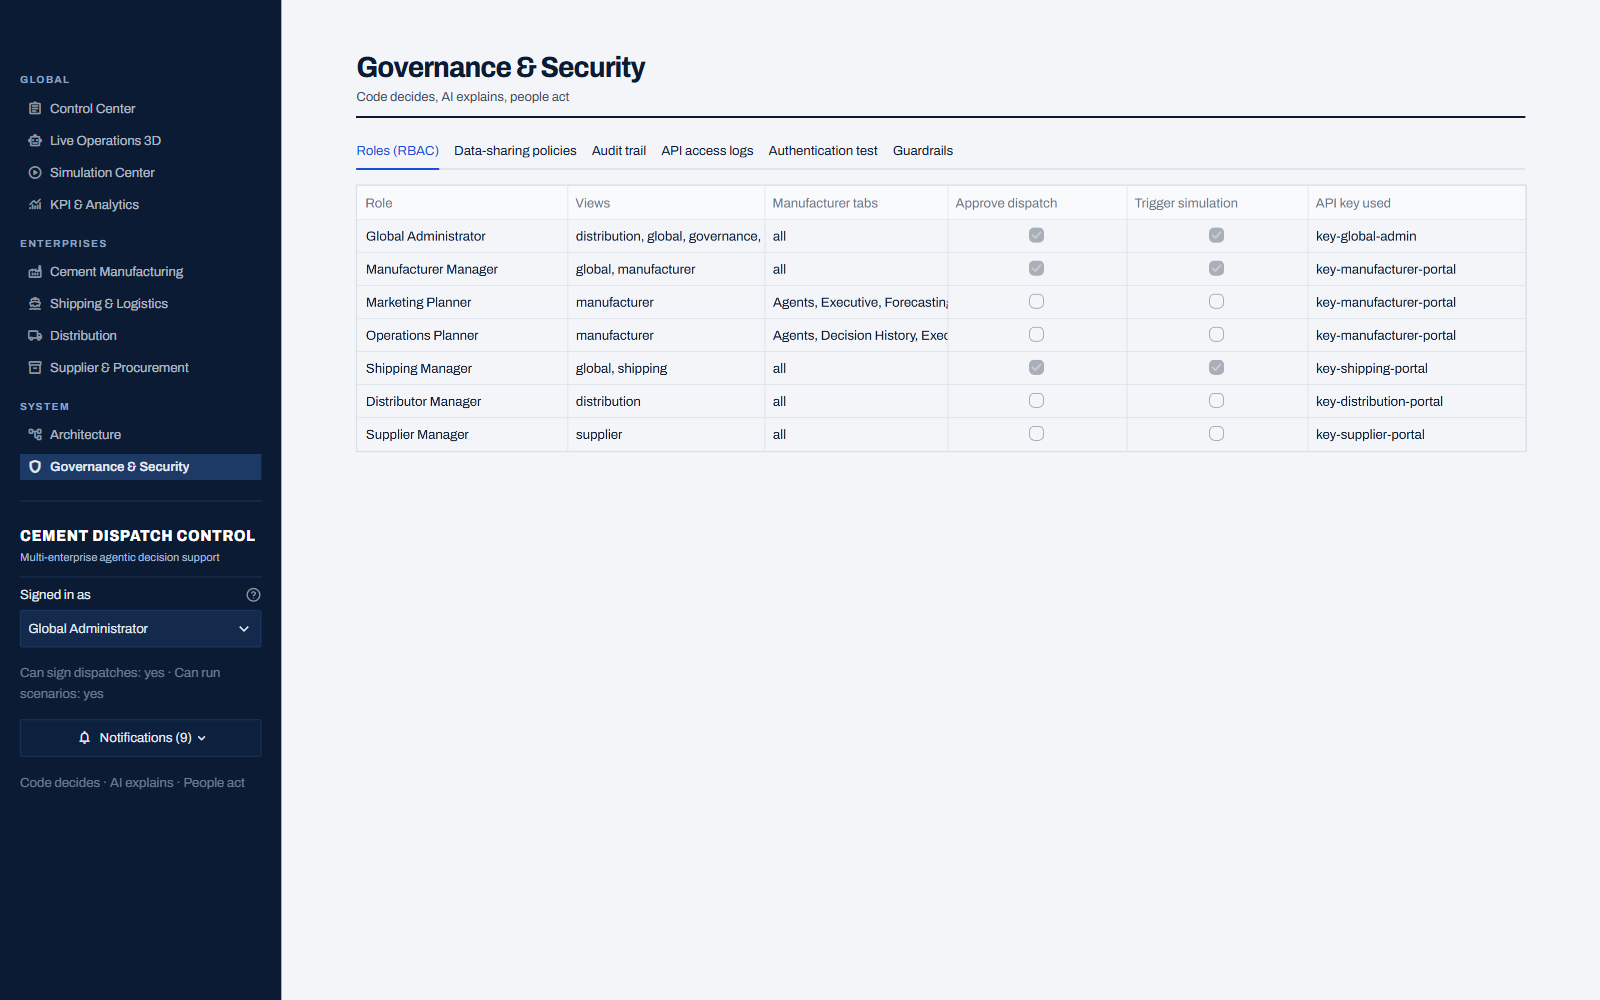 GLOBAL
Control Center
Live Operations 3D
Simulation Center
KPI & Analytics
ENTERPRISES
Cement Manufacturing
Shipping & Logistics
Distribution
Supplier & Procurement
SYSTEM
Architecture
Governance & Security
CEMENT DISPATCH CONTROL
Multi-enterprise agentic decision support
Signed in as
Global Administrator
Can sign dispatches: yes · Can run
scenarios: yes
Notifications (9)
Code decides · AI explains · People act
Governance & Security
Code decides, AI explains, people act
Roles (RBAC) Data-sharing policies Audit trail API access logs Authentication test Guardrails
Role Views Manufacturer tabs Approve dispatch Trigger simulation API key used
Global Administrator distribution, global, governance, all key-global-admin
Manufacturer Manager global, manufacturer all key-manufacturer-portal
Marketing Planner manufacturer Agents, Executive, Forecasting key-manufacturer-portal
Operations Planner manufacturer Agents, Decision History, Exec key-manufacturer-portal
Shipping Manager global, shipping all key-shipping-portal
Distributor Manager distribution all key-distribution-portal
Supplier Manager supplier all key-supplier-portal